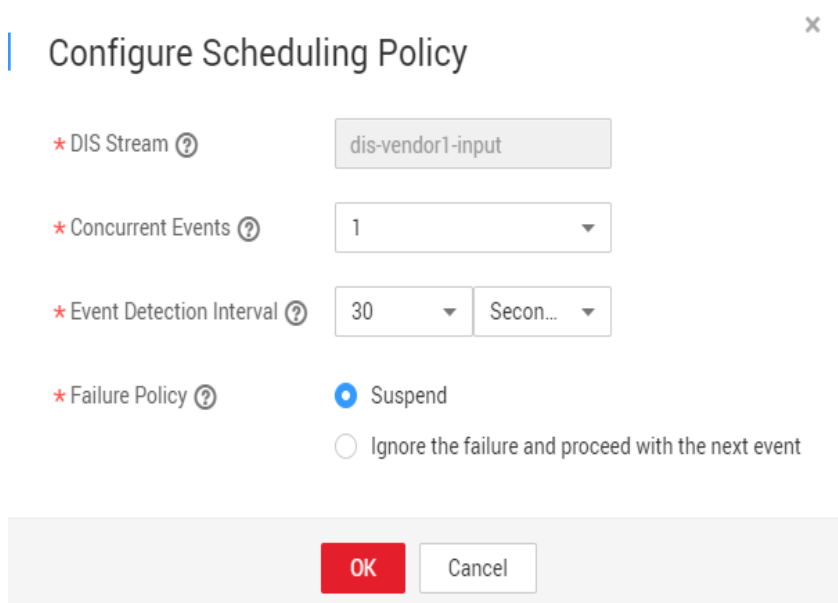 Configure Scheduling Policy
* DIS Stream ? dis-vendor1-input
* Concurrent Events ? 1
* Event Detection Interval ? 30 Secon...
* Failure Policy ? Suspend
Ignore the failure and proceed with the next event
OK Cancel